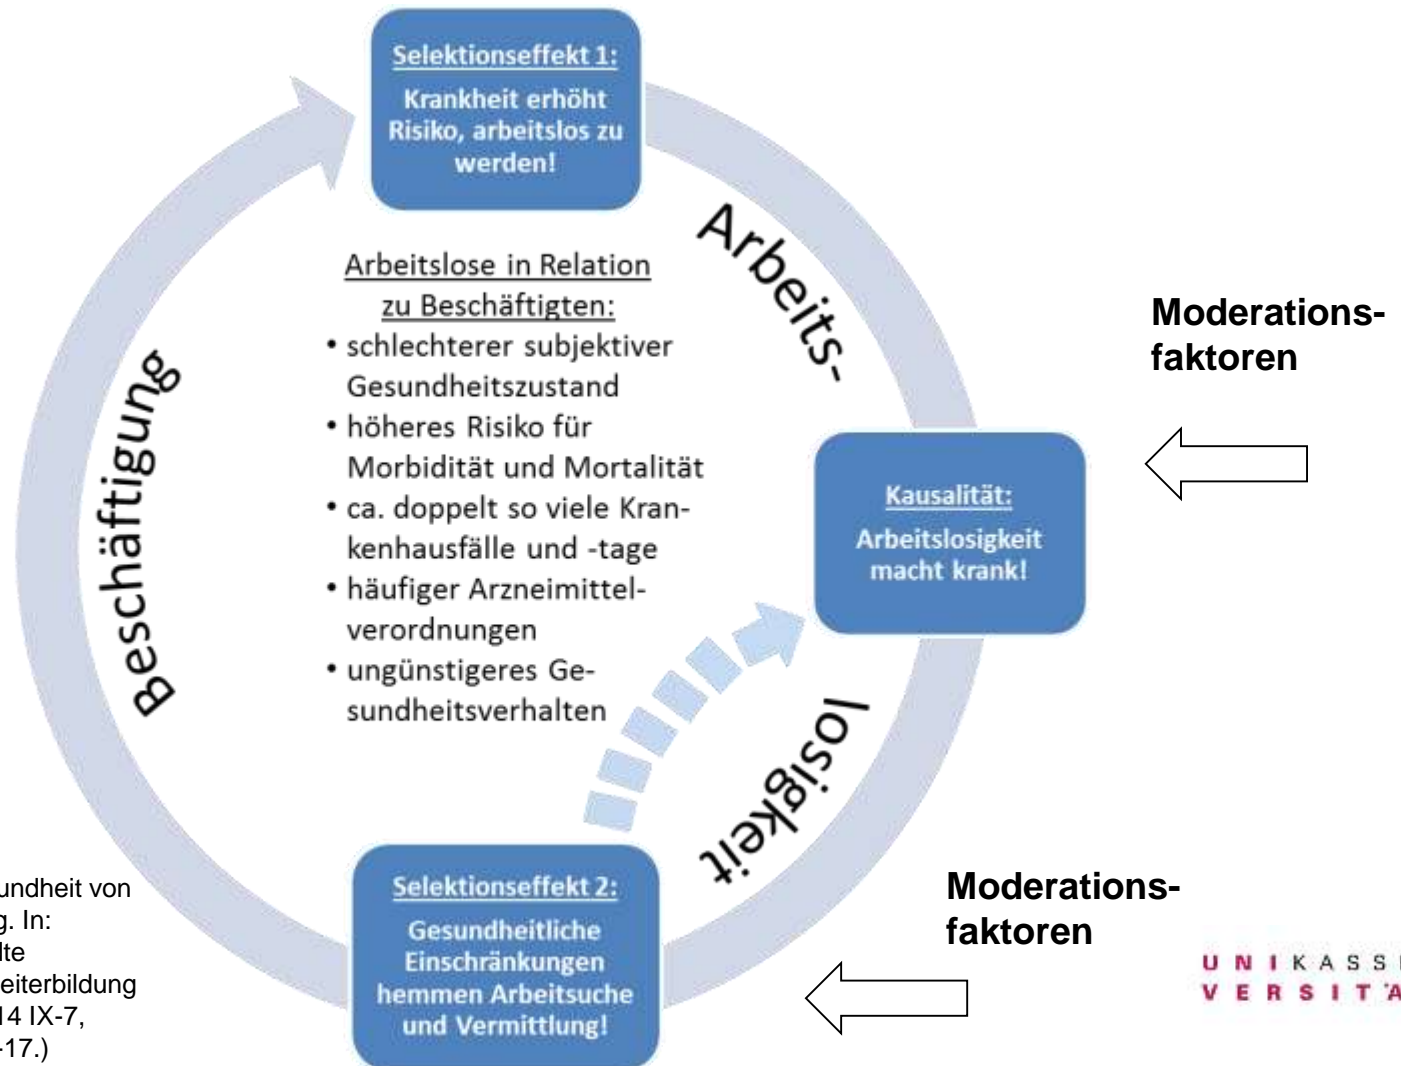 Selektionseffekt 1:
Krankheit erhöht
Risiko, arbeitslos zu
werden!
Arbeits-
Arbeitslose in Relation
zu Beschäftigten:
• schlechterer subjektiver
Gesundheitszustand
• höheres Risiko für
Morbidität und Mortalität
• ca. doppelt so viele Kran-
kenhausfälle und -tage
• häufiger Arzneimittel-
verordnungen
• ungünstigeres Ge-
sundheitsverhalten
Beschäftigung
Moderations-
faktoren
Kausalität:
Arbeitslosigkeit
macht krank!
losigkeit
Selektionseffekt 2:
Gesundheitliche
Einschränkungen
hemmen Arbeitsuche
und Vermittlung!
Moderations-
faktoren
undheit von
g. In:
lte
eiterbildung
14 IX-7,
-17.)
UNIKASSE
VERSITÄ